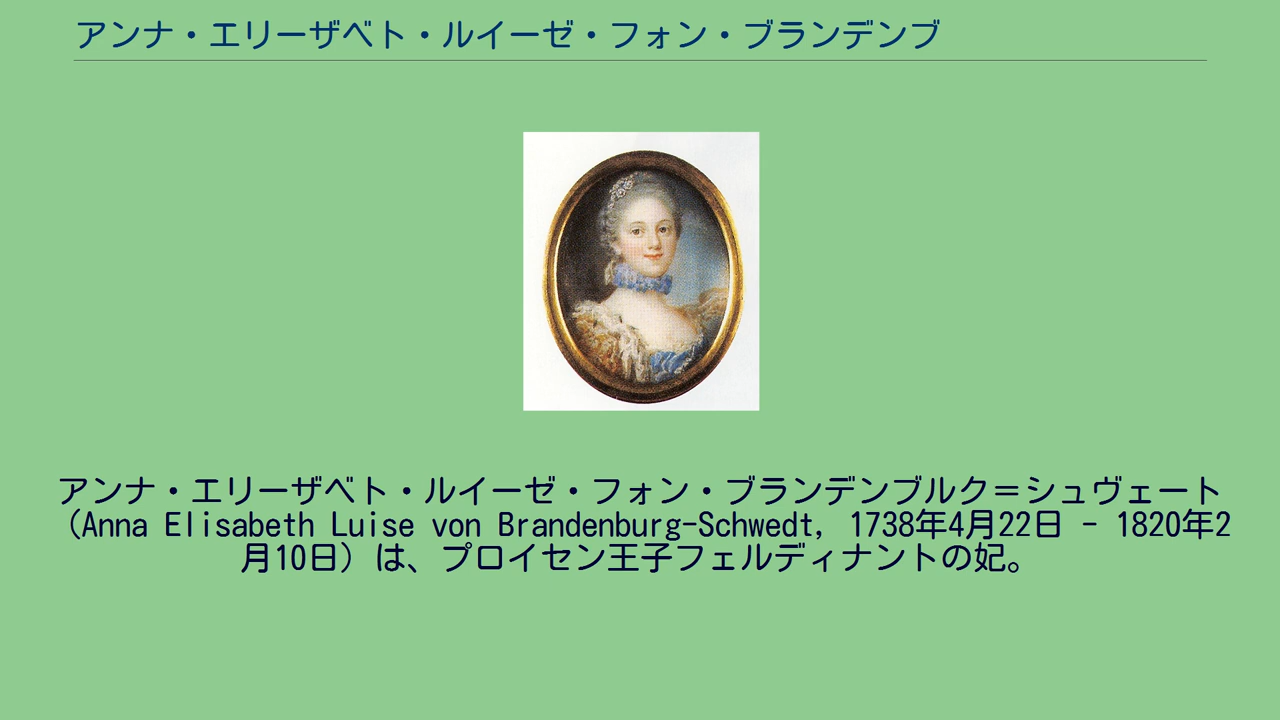 アンナ・エリーザベト・ルイーゼ・フォン・ブランデンブ
アンナ・エリーザベト・ルイーゼ・フォン・ブランデンブルク＝シュヴェート
（Anna Elisabeth Luise von Brandenburg-Schwedt, 1738年4月22日 - 1820年2
月10日）は、プロイセン王子フェルディナントの妃。